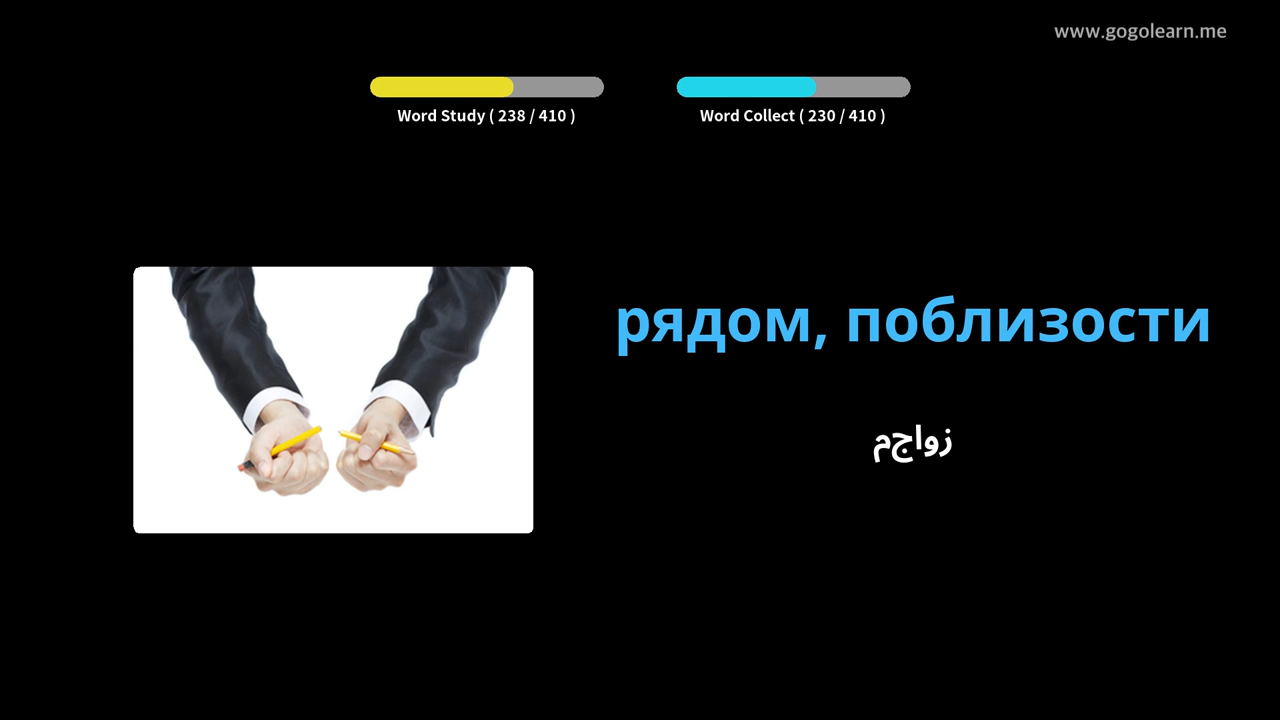 www.gogolearn.me
Word Study ( 238 / 410 )
Word Collect ( 230 / 410 )
рядом, поблизости
زواجم